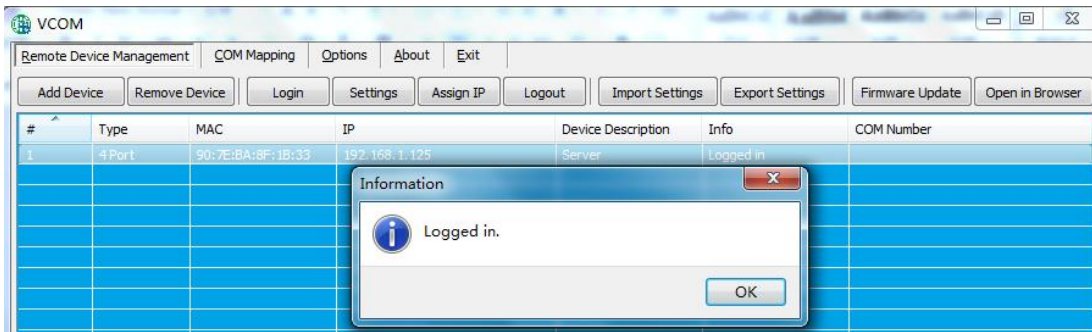 VCOM
Remote Device Management COM Mapping Options About Exit
Add Device Remove Device Login Settings Assign IP Logout Import Settings Export Settings Firmware Update Open in Browser
# Type MAC IP Device Description Info COM Number
1 4 Port 90:7E:BA:8F:1B:33 192.168.1.125 Server Logged in
Information
Logged in.
OK